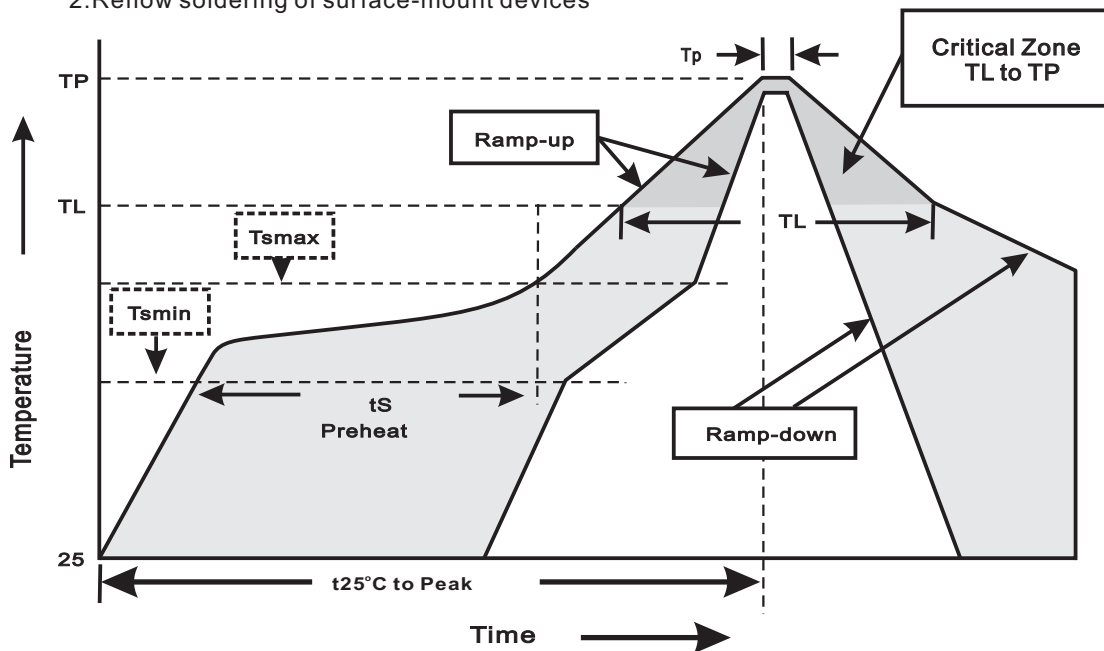 2.Reflow soldering of surface-mount devices
Tp
Critical Zone
TL to TP
TP
Ramp-up
TL
TL
Tsmax
Tsmin
Temperature
tS
Preheat
Ramp-down
25
t25°C to Peak
Time